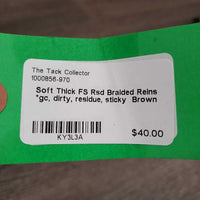 The Tack Collector
1000856-970
Soft Thick FS Rsd Braided Reins
*gc, dirty, residue, sticky Brown
KY3L3A
$40.00